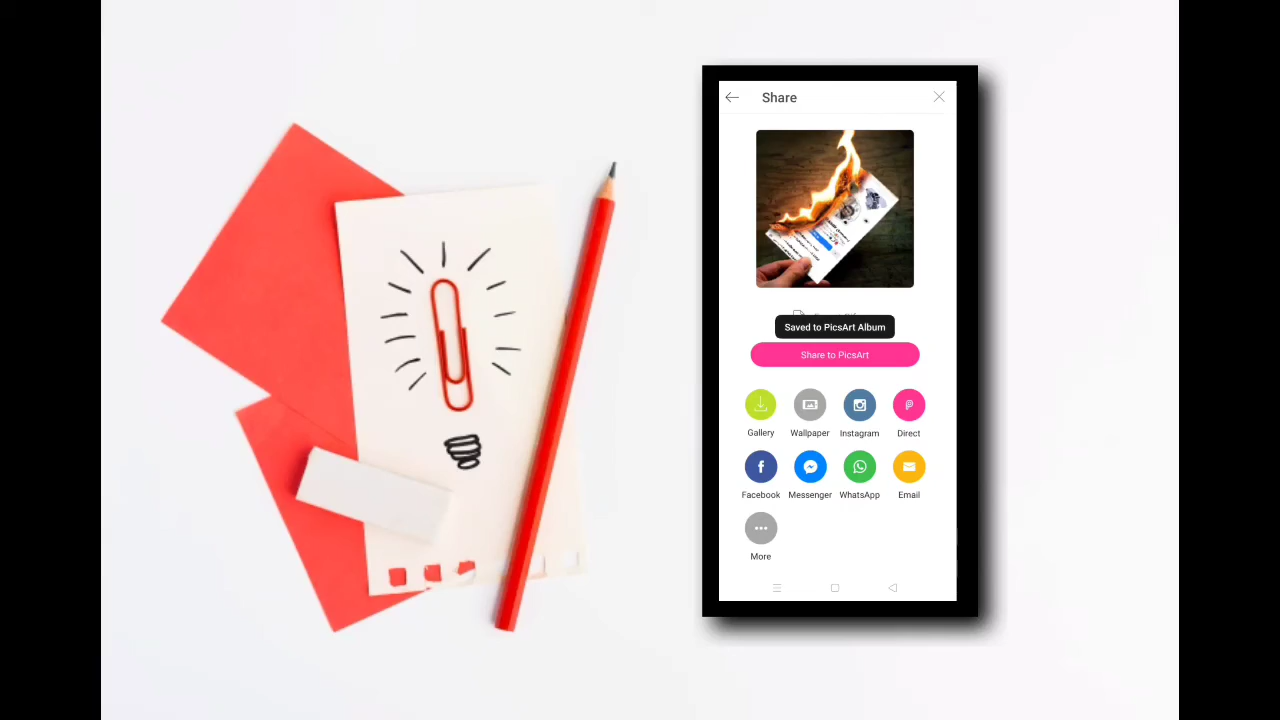 Share
Saved to PicsArt Album
Share to PicsArt
Gallery
Wallpaper
Instagram
Direct
Facebook
Messenger
WhatsApp
Email
More